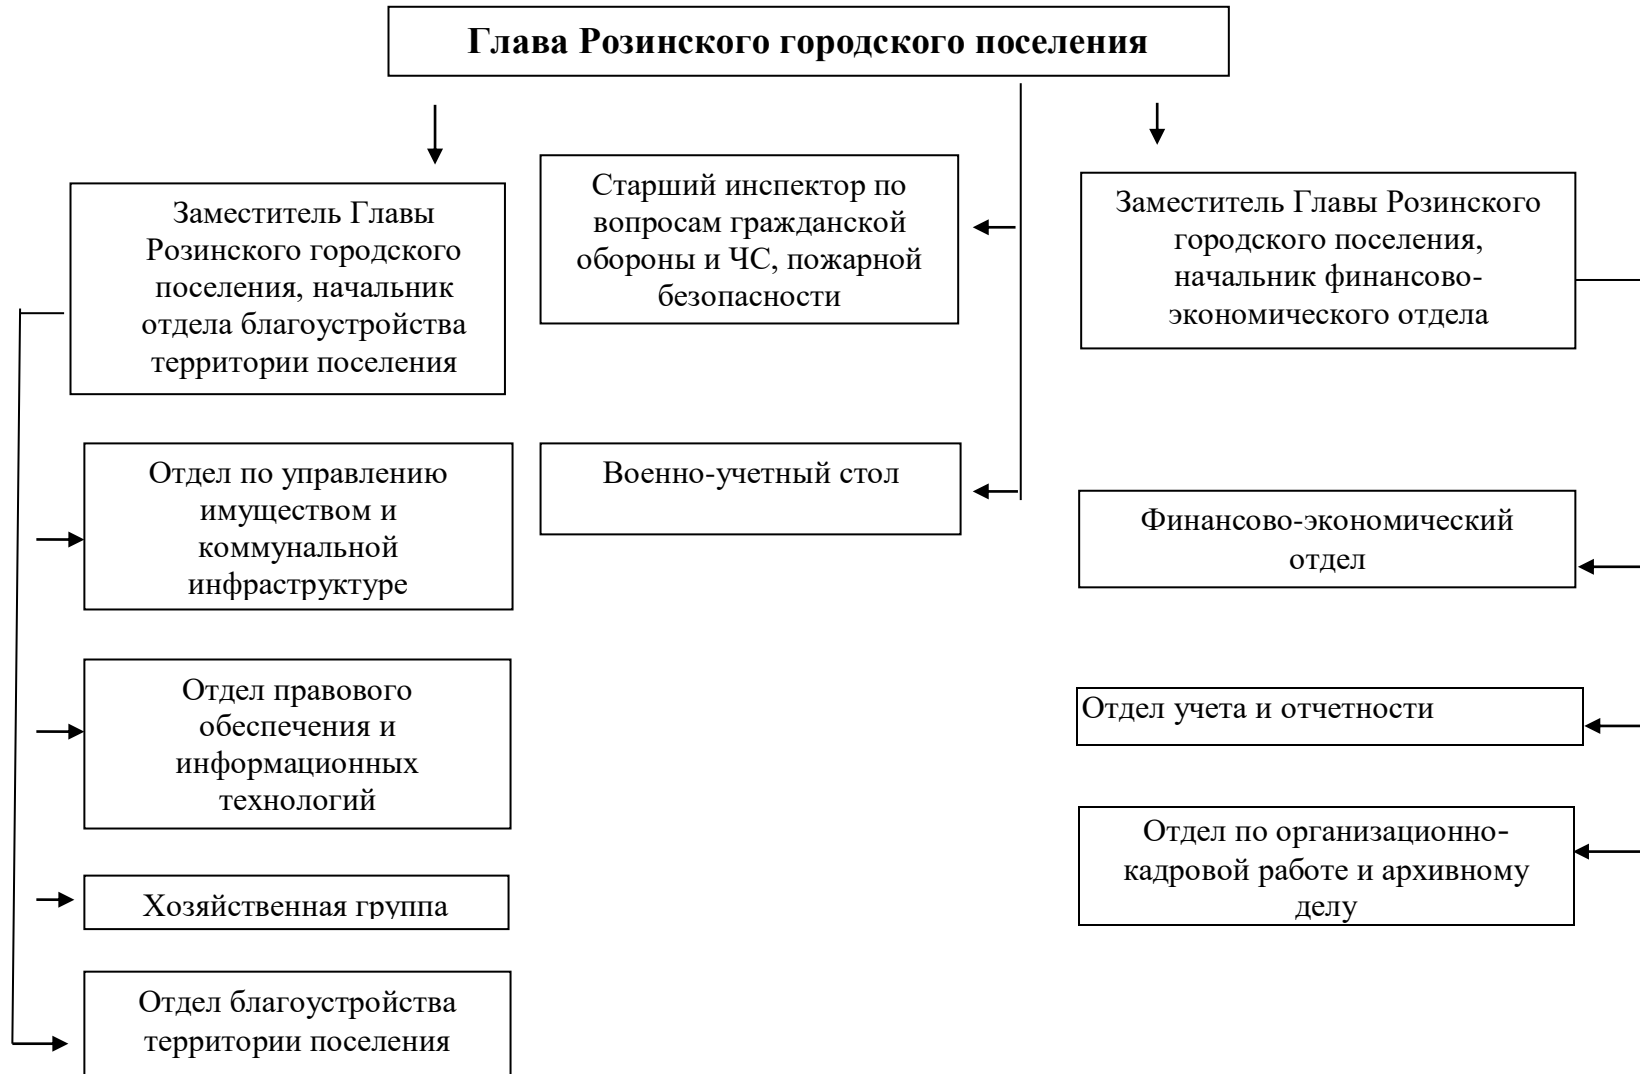 Глава Розинского городского поселения
Заместитель Главы
Розинского городского
поселения, начальник
отдела благоустройства
территории поселения
Старший инспектор по
вопросам гражданской
обороны и ЧС, пожарной
безопасности
Заместитель Главы Розинского
городского поселения,
начальник финансово-
экономического отдела
Отдел по управлению
имуществом и
коммунальной
инфраструктуре
Военно-учетный стол
Финансово-экономический
отдел
Отдел правового
обеспечения и
информационных
технологий
Отдел учета и отчетности
Хозяйственная группа
Отдел по организационно-
кадровой работе и архивному
делу
Отдел благоустройства
территории поселения